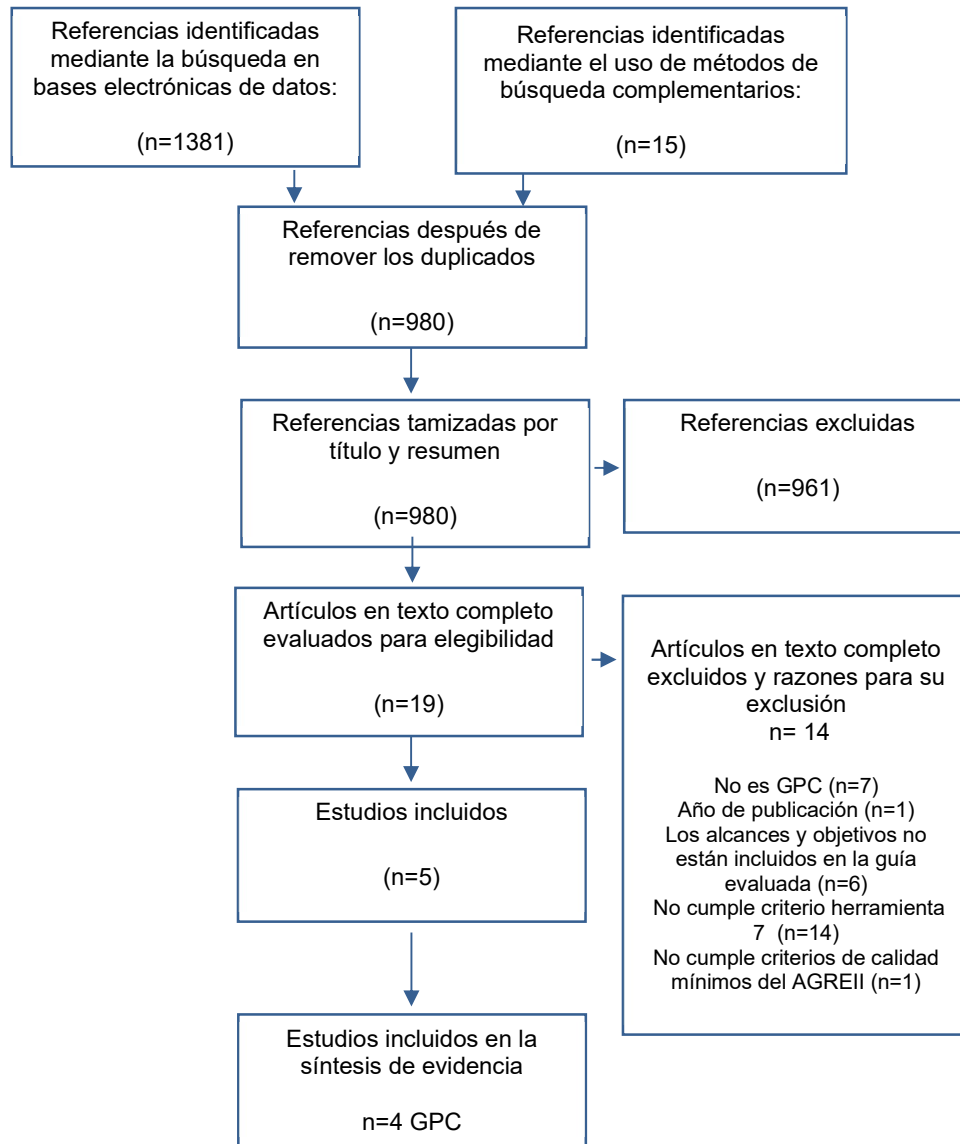 Referencias identificadas
mediante la búsqueda en
bases electrónicas de datos:
(n=1381)
Referencias identificadas
mediante el uso de métodos de
búsqueda complementarios:
(n=15)
Referencias después de
remover los duplicados
(n=980)
Referencias tamizadas por
título y resumen
(n=980)
Referencias excluidas
(n=961)
Artículos en texto completo
evaluados para elegibilidad
(n=19)
Artículos en texto completo
excluidos y razones para su
exclusión
n= 14
No es GPC (n=7)
Año de publicación (n=1)
Los alcances y objetivos no
están incluidos en la guía
evaluada (n=6)
No cumple criterio herramienta
7 (n=14)
No cumple criterios de calidad
mínimos del AGREII (n=1)
Estudios incluidos
(n=5)
Estudios incluidos en la
síntesis de evidencia
n=4 GPC